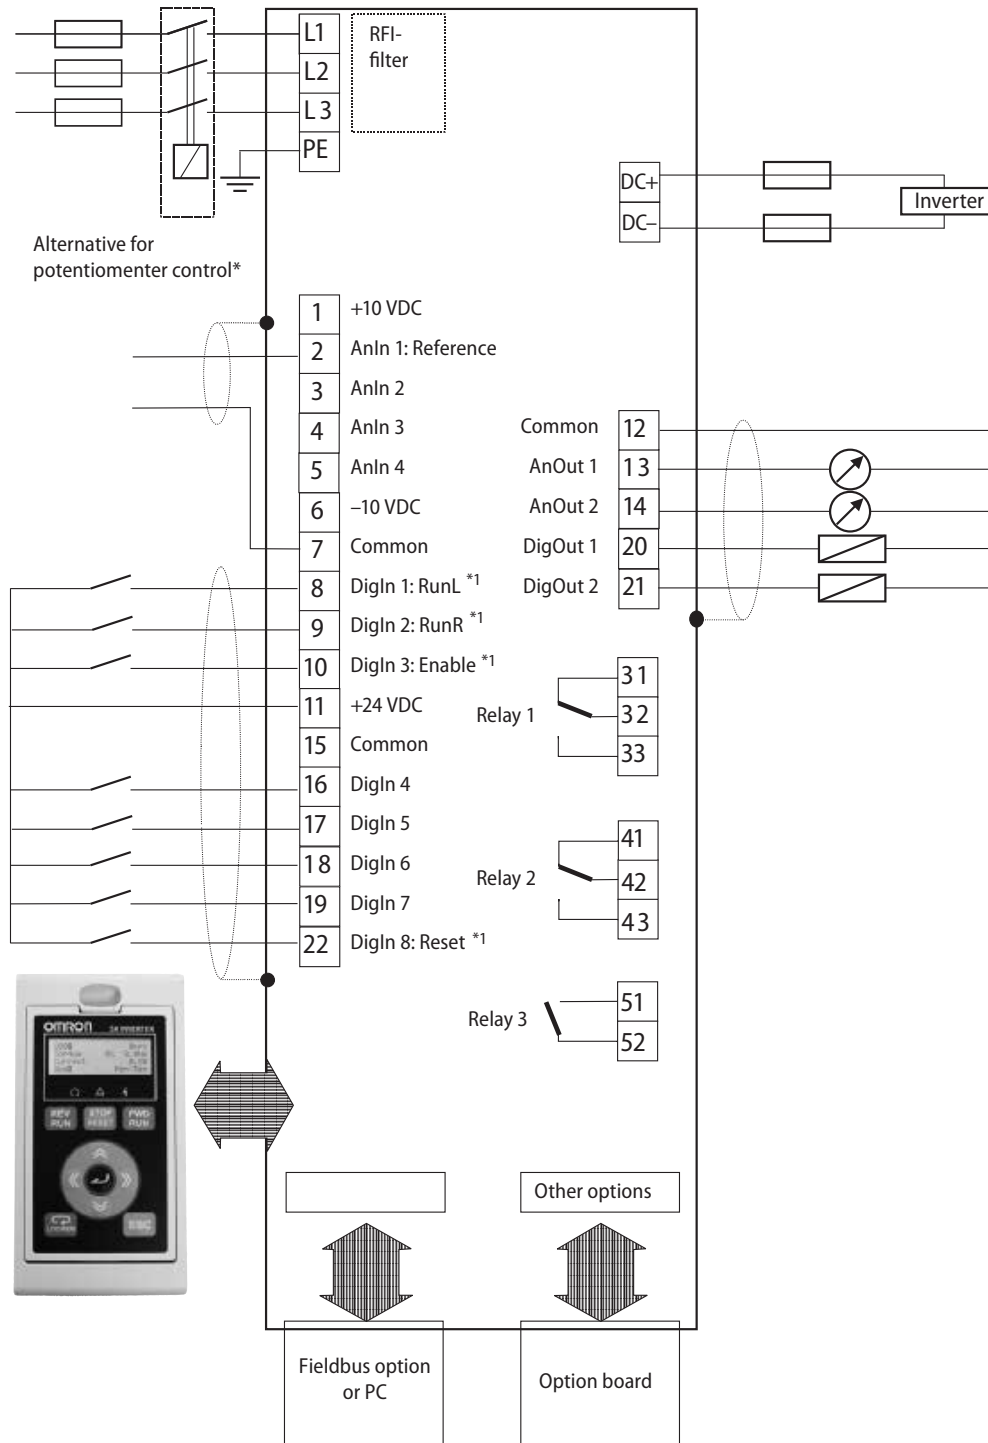 L1
RFI-
filter
L2
L3
PE
DC+
DC–
Inverter
Alternative for
potentiomenter control*
1 +10 VDC
2 AnIn 1: Reference
3 AnIn 2
4 AnIn 3
5 AnIn 4
6 –10 VDC
7 Common
8 DigIn 1: RunL *1
9 DigIn 2: RunR *1
10 DigIn 3: Enable *1
11 +24 VDC
15 Common
16 DigIn 4
17 DigIn 5
18 DigIn 6
19 DigIn 7
22 DigIn 8: Reset *1
Common 12
AnOut 1 13
AnOut 2 14
DigOut 1 20
DigOut 2 21
31
Relay 1 32
33
41
Relay 2 42
43
51
Relay 3
52
OMRON SX INVERTER
REV RUN
STOP RESET
FWD RUN
ESC
Other options
Fieldbus option
or PC
Option board